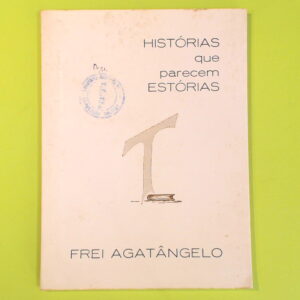 HISTÓRIAS
que
parecem
ESTÓRIAS
FREI AGATÂNGELO